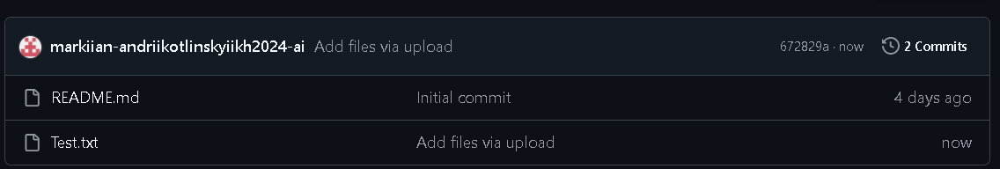 markiian-andriikotlinskyiikh2024-ai Add files via upload 672829a · now 2 Commits
README.md Initial commit 4 days ago
Test.txt Add files via upload now